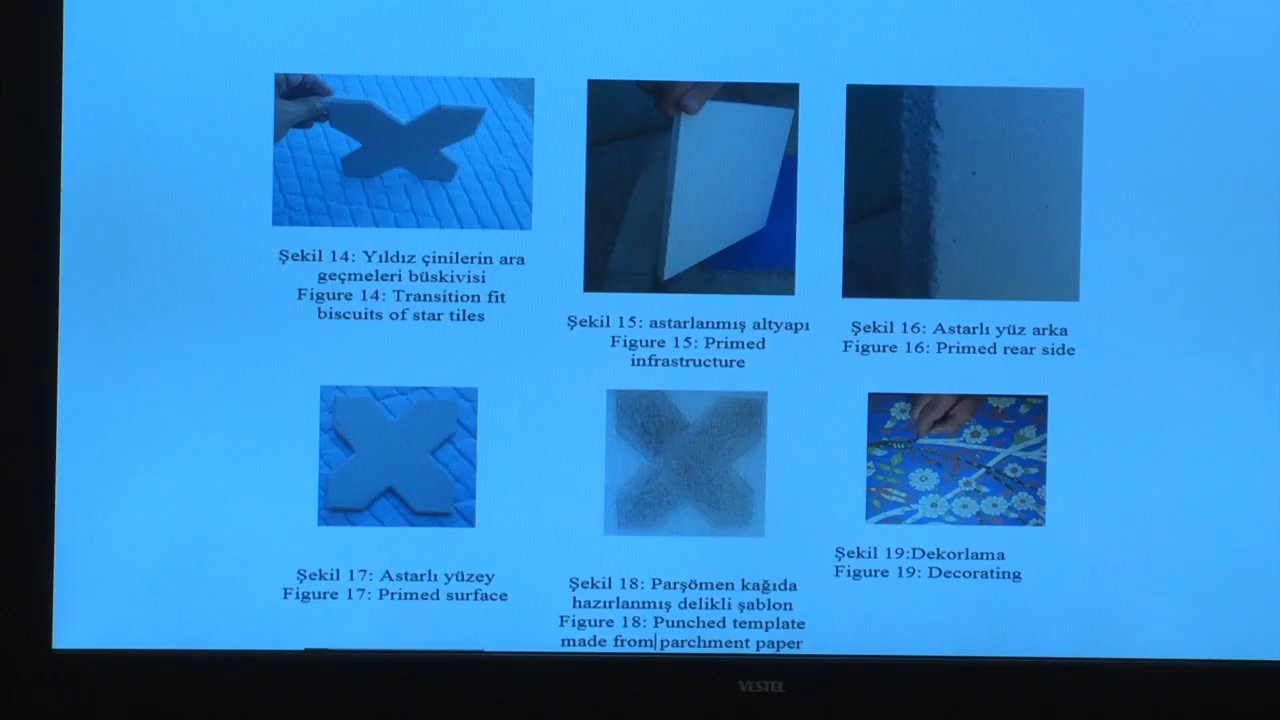 Şekil 14: Yıldız çinilerin ara
geçmeleri büskivisi
Figure 14: Transition fit
biscuits of star tiles
Şekil 15: astarlanmış altyapı
Figure 15: Primed
infrastructure
Şekil 16: Astarlı yüz arka
Figure 16: Primed rear side
Şekil 17: Astarlı yüzey
Figure 17: Primed surface
Şekil 18: Parşömen kağıda
hazırlanmış delikli şablon
Figure 18: Punched template
made from parchment paper
Şekil 19:Dekorlama
Figure 19: Decorating
VESTEL